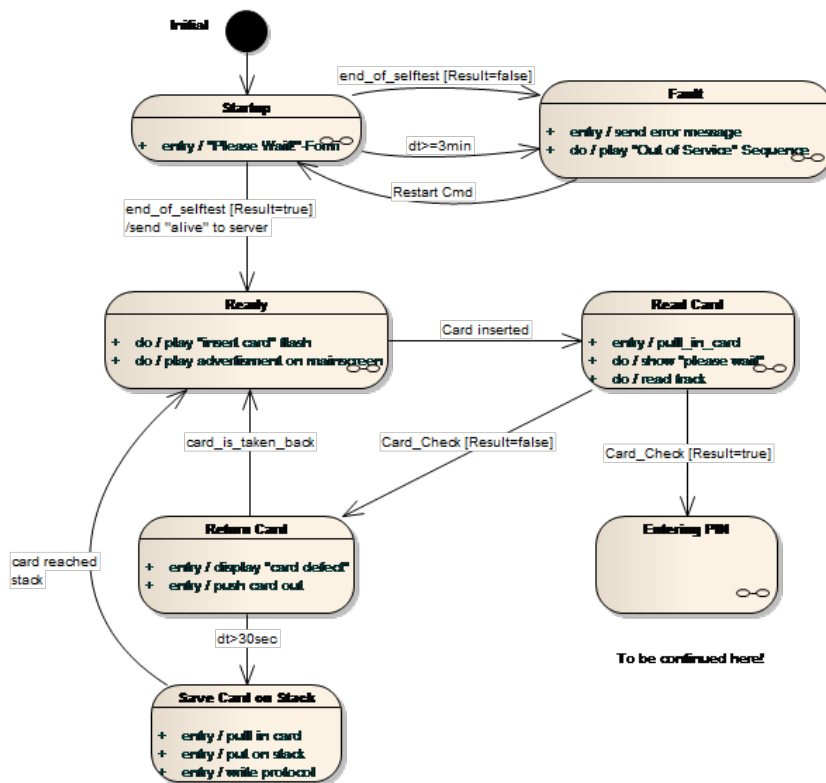 Initial
end_of_selftest [Result=false]
Startup
+ entry / "Please Wait!"-Form
Fault
+ entry / send error message
+ do / play "Out of Service" Sequence
dt>=3min
Restart Cmd
end_of_selftest [Result=true]
/send "alive" to server
Ready
+ do / play "insert card" flash
+ do / play advertisment on mainscreen
Card inserted
Read Card
+ entry / pull_in_card
+ do / show "please wait"
+ do / read track
card_is_taken_back
Card_Check [Result=false]
Card_Check [Result=true]
Return Card
+ entry / display "card defect"
+ entry / push card out
Entering PIN
card reached
stack
dt>30sec
To be continued here!
Save Card on Stack
+ entry / pull in card
+ entry / put on stack
+ entry / write protocol